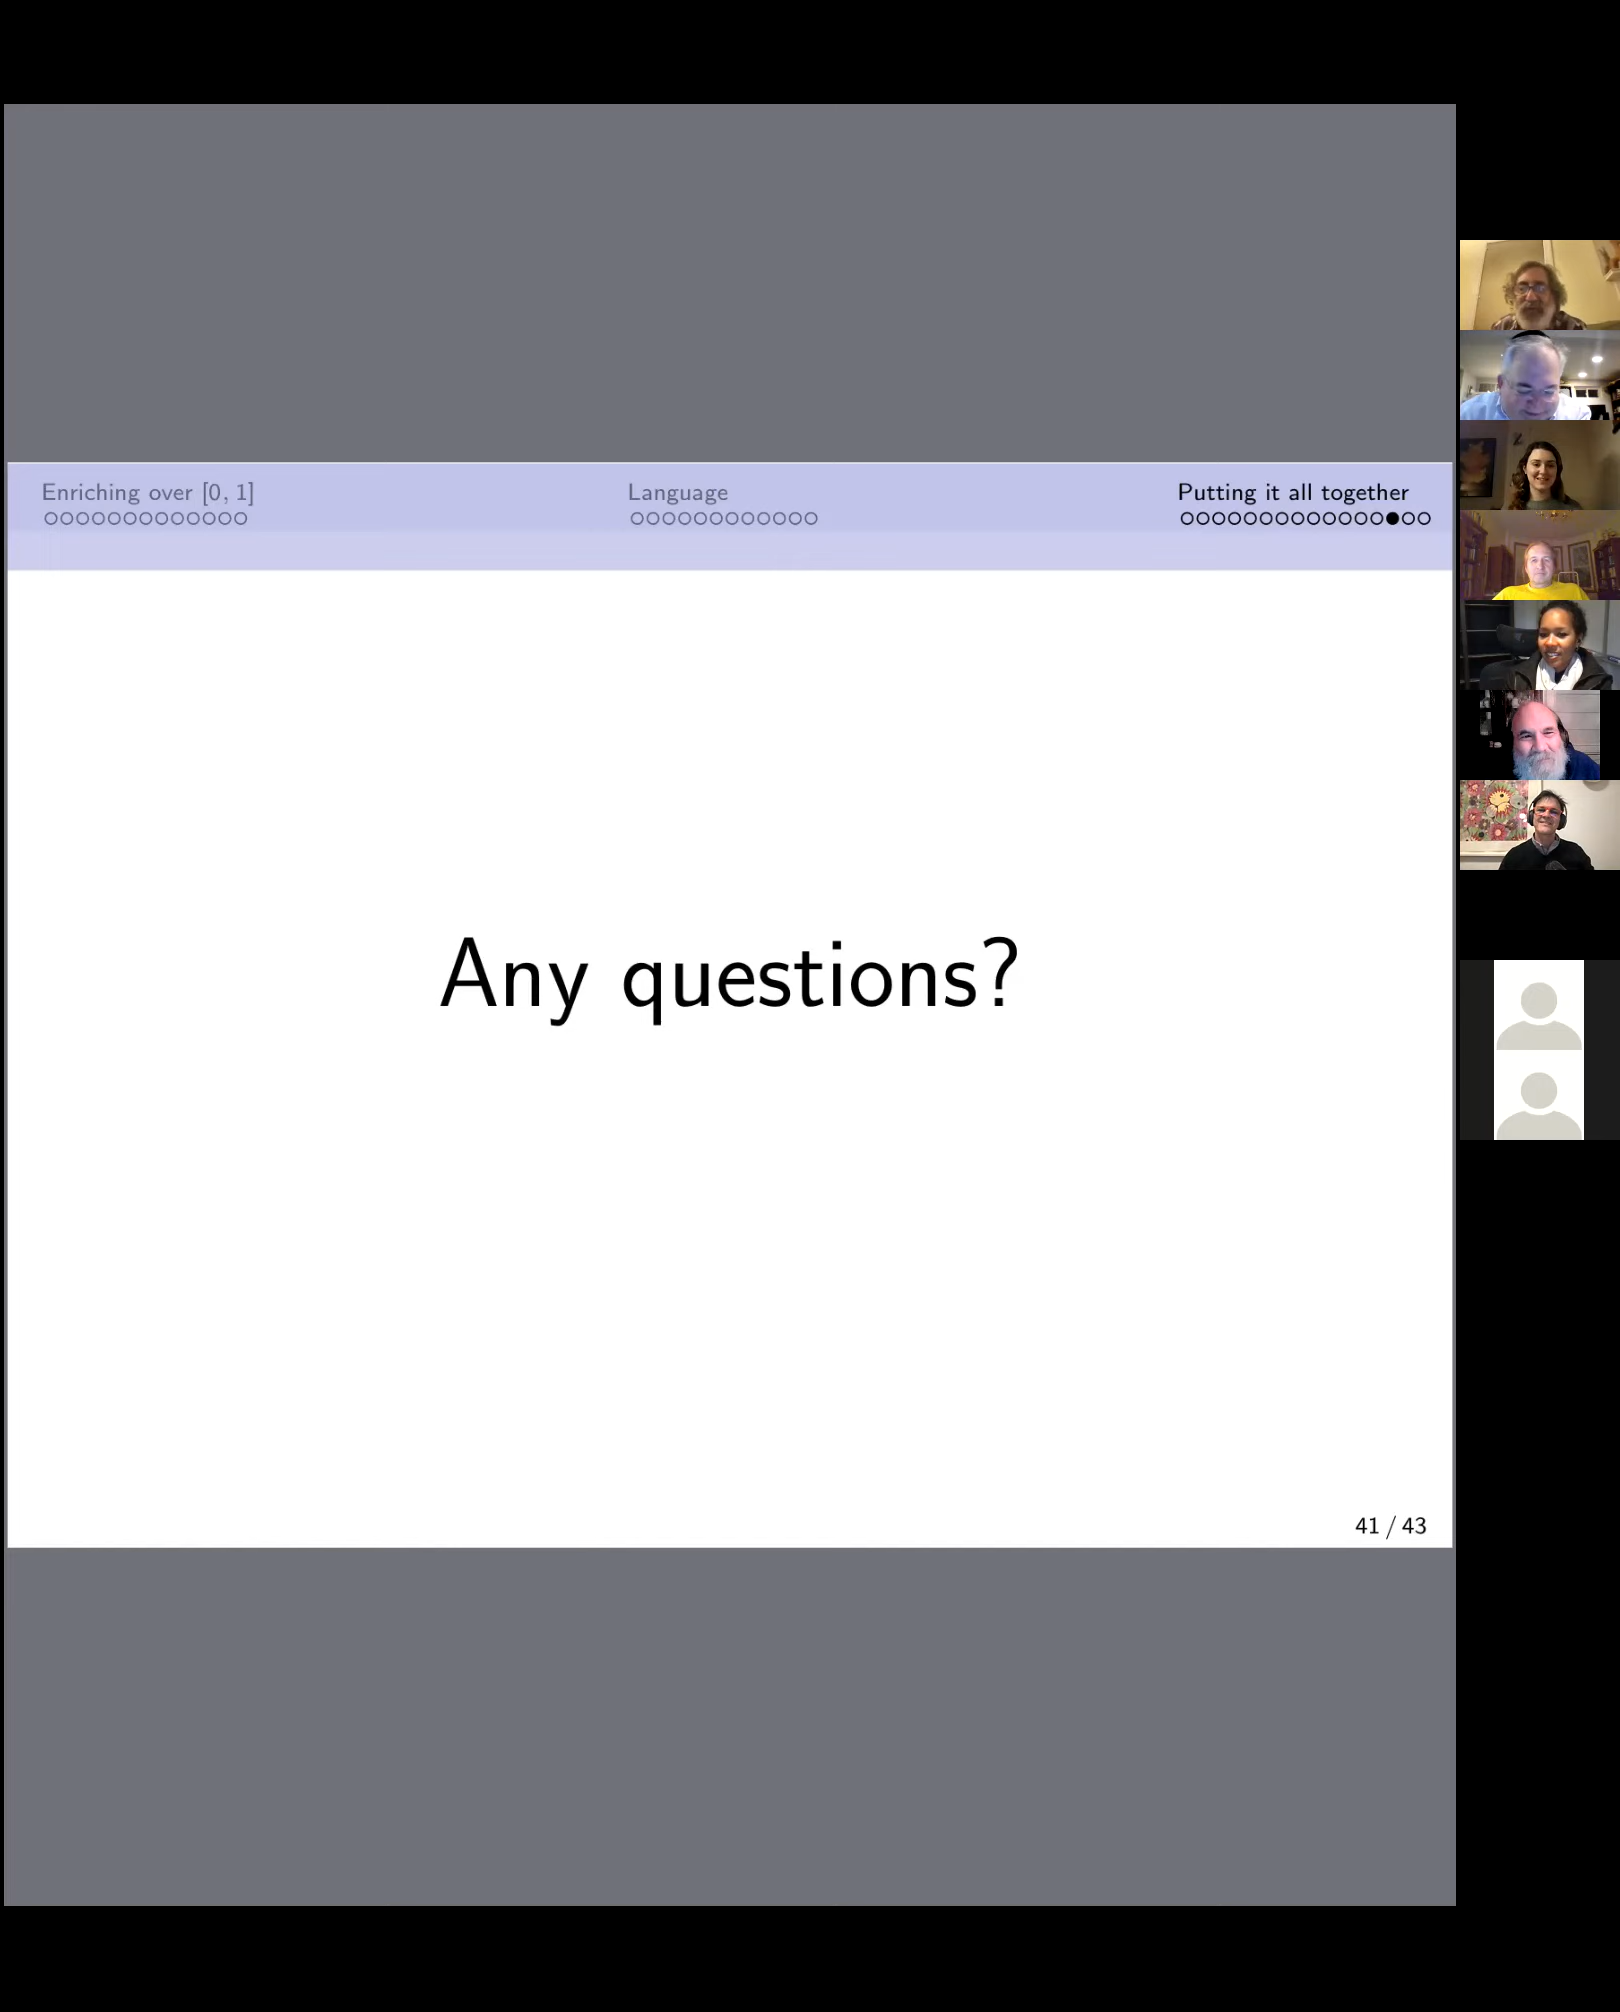 Enriching over [0, 1]
Language
Putting it all together
Any questions?
41 / 43